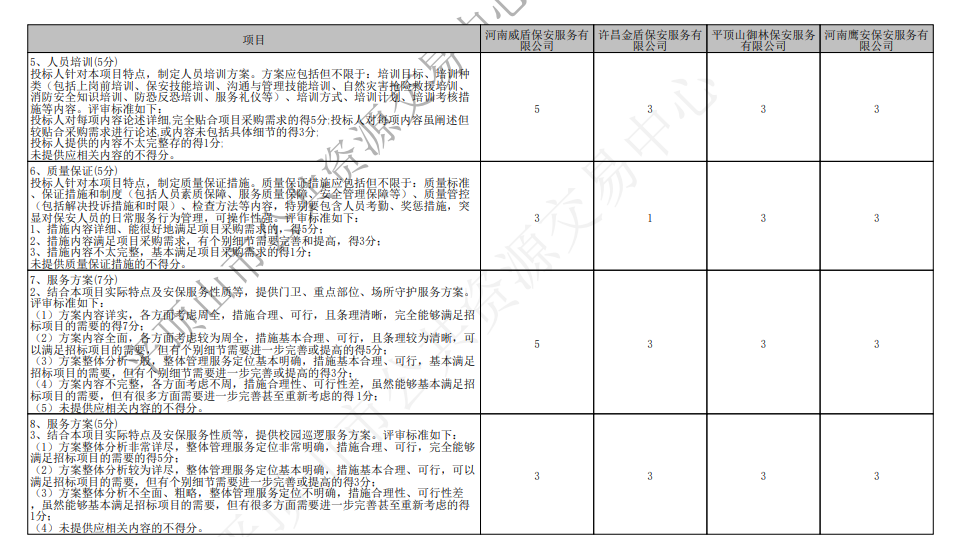 项目
河南威盾保安服务有限公司
许昌金盾保安服务有限公司
平顶山御林保安服务有限公司
河南鹰安保安服务有限公司
5、人员培训(5分)
投标人针对本项目特点，制定人员培训方案。方案应包括但不限于：培训目标、培训种
类（包括上岗前培训、保安技能培训、沟通与管理技能培训、自然灾害抢险救援培训、
消防安全知识培训、防恐反恐培训、服务礼仪等）、培训方式、培训计划、培训考核措
施等内容。评审标准如下：
投标人对每项内容论述详细,完全贴合项目采购需求的得5分;投标人对每项内容虽阐述但
较贴合采购需求进行论述,或内容未包括具体细节的得3分;
投标人提供的内容不太完整存的得1分;
未提供应相关内容的不得分。
5
3
3
3
6、质量保证(5分)
投标人针对本项目特点，制定质量保证措施。质量保证措施应包括但不限于：质量标准
、保证措施和制度（包括人员素质保障、服务质量保障、安全管理保障等）、质量管控
（包括解决投诉措施和时限）、检查方法等内容，特别要包含人员考勤、奖惩措施，突
显对保安人员的日常服务行为管理，可操作性强。评审标准如下：
1、措施内容详细、能很好地满足项目采购需求的，得5分；
2、措施内容满足项目采购需求，有个别细节需要完善和提高，得3分；
3、措施内容不太完整，基本满足项目采购需求的得1分；
未提供质量保证措施的不得分。
3
1
3
3
7、服务方案(7分)
2、结合本项目实际特点及安保服务性质等，提供门卫、重点部位、场所守护服务方案。
评审标准如下：
（1）方案内容详实，各方面考虑周全，措施合理、可行，且条理清晰，完全能够满足招
标项目的需要的得7分；
（2）方案内容全面，各方面考虑较为周全，措施基本合理、可行，且条理较为清晰，可
以满足招标项目的需要，但有个别细节需要进一步完善或提高的得5分；
（3）方案整体分析一般，整体管理服务定位基本明确，措施基本合理、可行，基本满足
招标项目的需要，但有个别细节需要进一步完善或提高的得3分；
（4）方案内容不完整，各方面考虑不周，措施合理性、可行性差，虽然能够基本满足招
标项目的需要，但有很多方面需要进一步完善甚至重新考虑的得1分；
（5）未提供应相关内容的不得分。
5
3
3
3
8、服务方案(5分)
3、结合本项目实际特点及安保服务性质等，提供校园巡逻服务方案。评审标准如下：
（1）方案整体分析非常详尽，整体管理服务定位非常明确，措施合理、可行，完全能够
满足招标项目的需要的得5分；
（2）方案整体分析较为详尽，整体管理服务定位基本明确，措施基本合理、可行，可以
满足招标项目的需要，但有个别细节需要进一步完善或提高的得3分；
（3）方案整体分析不全面、粗略，整体管理服务定位不明确，措施合理性、可行性差
，虽然能够基本满足招标项目的需要，但有很多方面需要进一步完善甚至重新考虑的得
1分；
（4）未提供应相关内容的不得分。
3
3
3
3
平顶山市公共资源交易中心
平顶山市公共资源交易中心